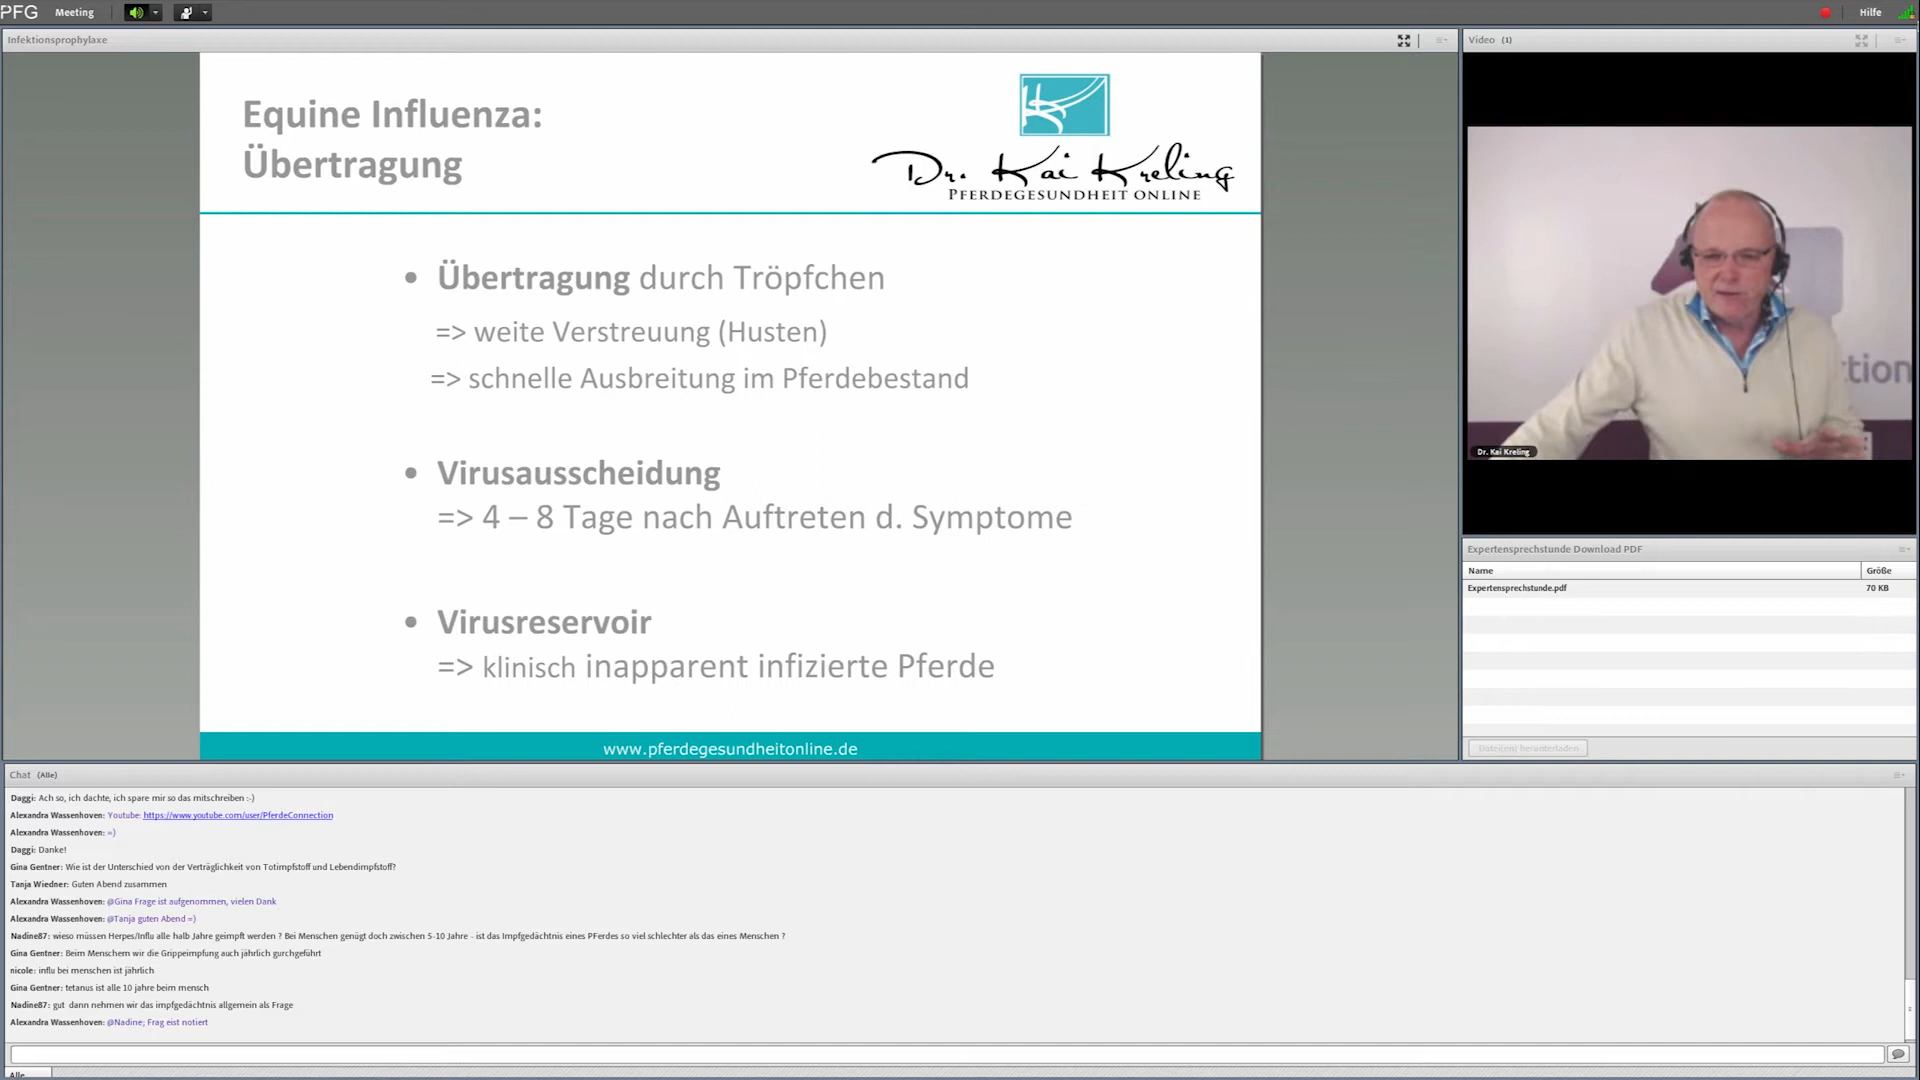 PFG Meeting Hilfe
Infektionsprophylaxe
Equine Influenza:
Übertragung
Dr. Kai Kreling
PFERDEGESUNDHEIT ONLINE
• Übertragung durch Tröpfchen
=> weite Verstreuung (Husten)
=> schnelle Ausbreitung im Pferdebestand
• Virusausscheidung
=> 4 – 8 Tage nach Auftreten d. Symptome
• Virusreservoir
=> klinisch inapparent infizierte Pferde
www.pferdegesundheitonline.de
Video (1)
ction
Dr. Kai Kreling
Expertensprechstunde Download PDF
Name Größe
Expertensprechstunde.pdf 70 KB
Datei(en) herunterladen
Chat (Alle)
Daggi: Ach so, ich dachte, ich spare mir so das mitschreiben :-)
Alexandra Wassenhoven: Youtube: https://www.youtube.com/user/PferdeConnection
Alexandra Wassenhoven: =)
Daggi: Danke!
Gina Gentner: Wie ist der Unterschied von der Verträglichkeit von Totimpfstoff und Lebendimpfstoff?
Tanja Wiedner: Guten Abend zusammen
Alexandra Wassenhoven: @Gina Frage ist aufgenommen, vielen Dank
Alexandra Wassenhoven: @Tanja guten Abend =)
Nadine87: wieso müssen Herpes/Influ alle halb Jahre geimpft werden ? Bei Menschen genügt doch zwischen 5-10 Jahre - ist das Impfgedächtnis eines PFerdes so viel schlechter als das eines Menschen ?
Gina Gentner: Beim Menschem wir die Grippeimpfung auch jährlich gurchgeführt
nicole: influ bei menschen ist jährlich
Gina Gentner: tetanus ist alle 10 jahre beim mensch
Nadine87: gut dann nehmen wir das impfgedächtnis allgemein als Frage
Alexandra Wassenhoven: @Nadine; Frag eist notiert
Alle